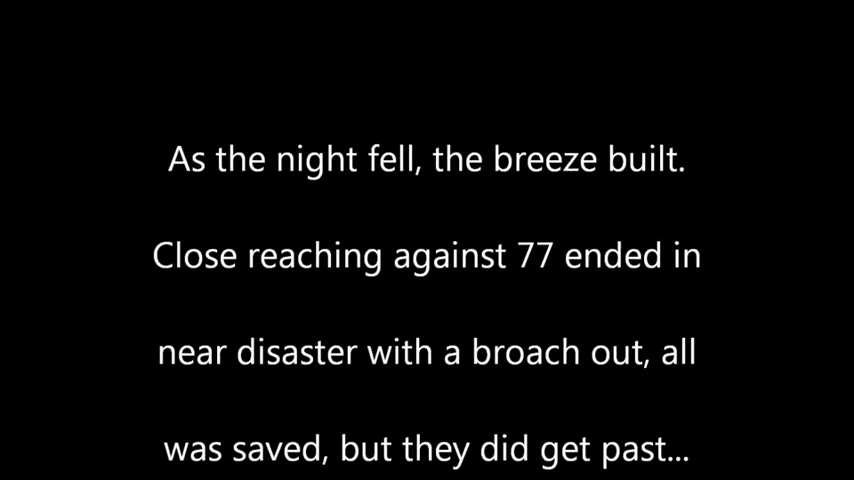 As the night fell, the breeze built.
Close reaching against 77 ended in
near disaster with a broach out, all
was saved, but they did get past...